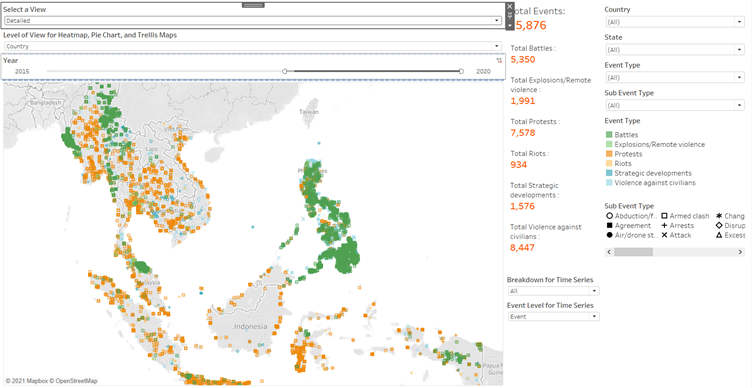 Select a View
Detailed
Level of View for Heatmap, Pie Chart, and Trellis Maps
Country
Year
2015
2020
Bangladesh
Taiwan
Indonesia
Papua N
© 2021 Mapbox © OpenStreetMap
Total Events:
5,876
Total Battles :
5,350
Total Explosions/Remote
violence :
1,991
Total Protests :
7,578
Total Riots :
934
Total Strategic
developments :
1,576
Total Violence against
civilians :
8,447
Breakdown for Time Series
All
Event Level for Time Series
Event
Country
(All)
State
(All)
Event Type
(All)
Sub Event Type
(All)
Event Type
Battles
Explosions/Remote violence
Protests
Riots
Strategic developments
Violence against civilians
Sub Event Type
Abduction/f..
Armed clash
Chang
Agreement
Arrests
Disrup
Air/drone st..
Attack
Excess